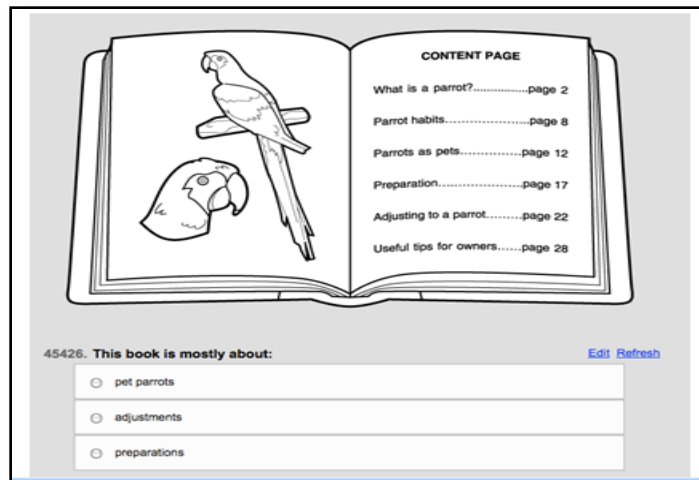 CONTENT PAGE
What is a parrot?.................page 2
Parrot habits.......................page 8
Parrots as pets.................page 12
Preparation.......................page 17
Adjusting to a parrot..........page 22
Useful tips for owners......page 28
45426. This book is mostly about: Edit Refresh
pet parrots
adjustments
preparations